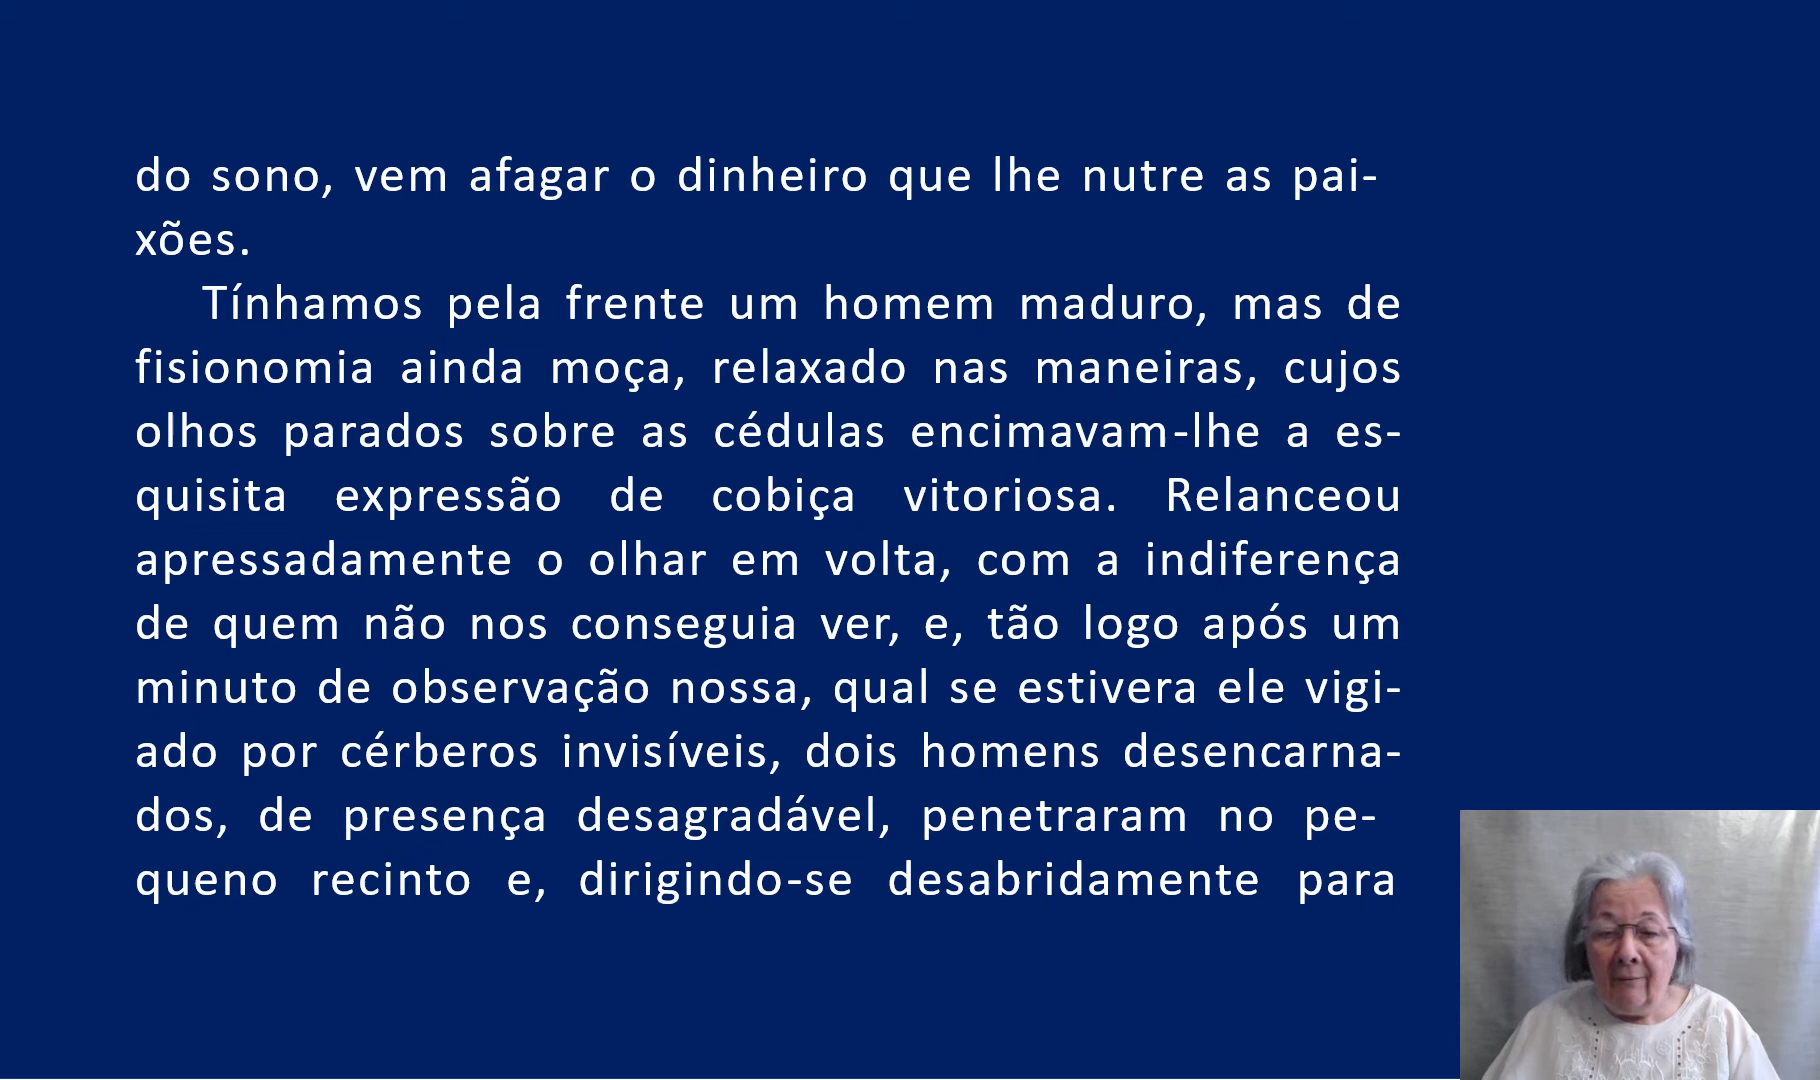 do sono, vem afagar o dinheiro que lhe nutre as pai-
xões.
Tínhamos pela frente um homem maduro, mas de
fisionomia ainda moça, relaxado nas maneiras, cujos
olhos parados sobre as cédulas encimavam-lhe a es-
quisita expressão de cobiça vitoriosa. Relanceou
apressadamente o olhar em volta, com a indiferença
de quem não nos conseguia ver, e, tão logo após um
minuto de observação nossa, qual se estivera ele vigi-
ado por cérberos invisíveis, dois homens desencarna-
dos, de presença desagradável, penetraram no pe-
queno recinto e, dirigindo-se desabridamente para